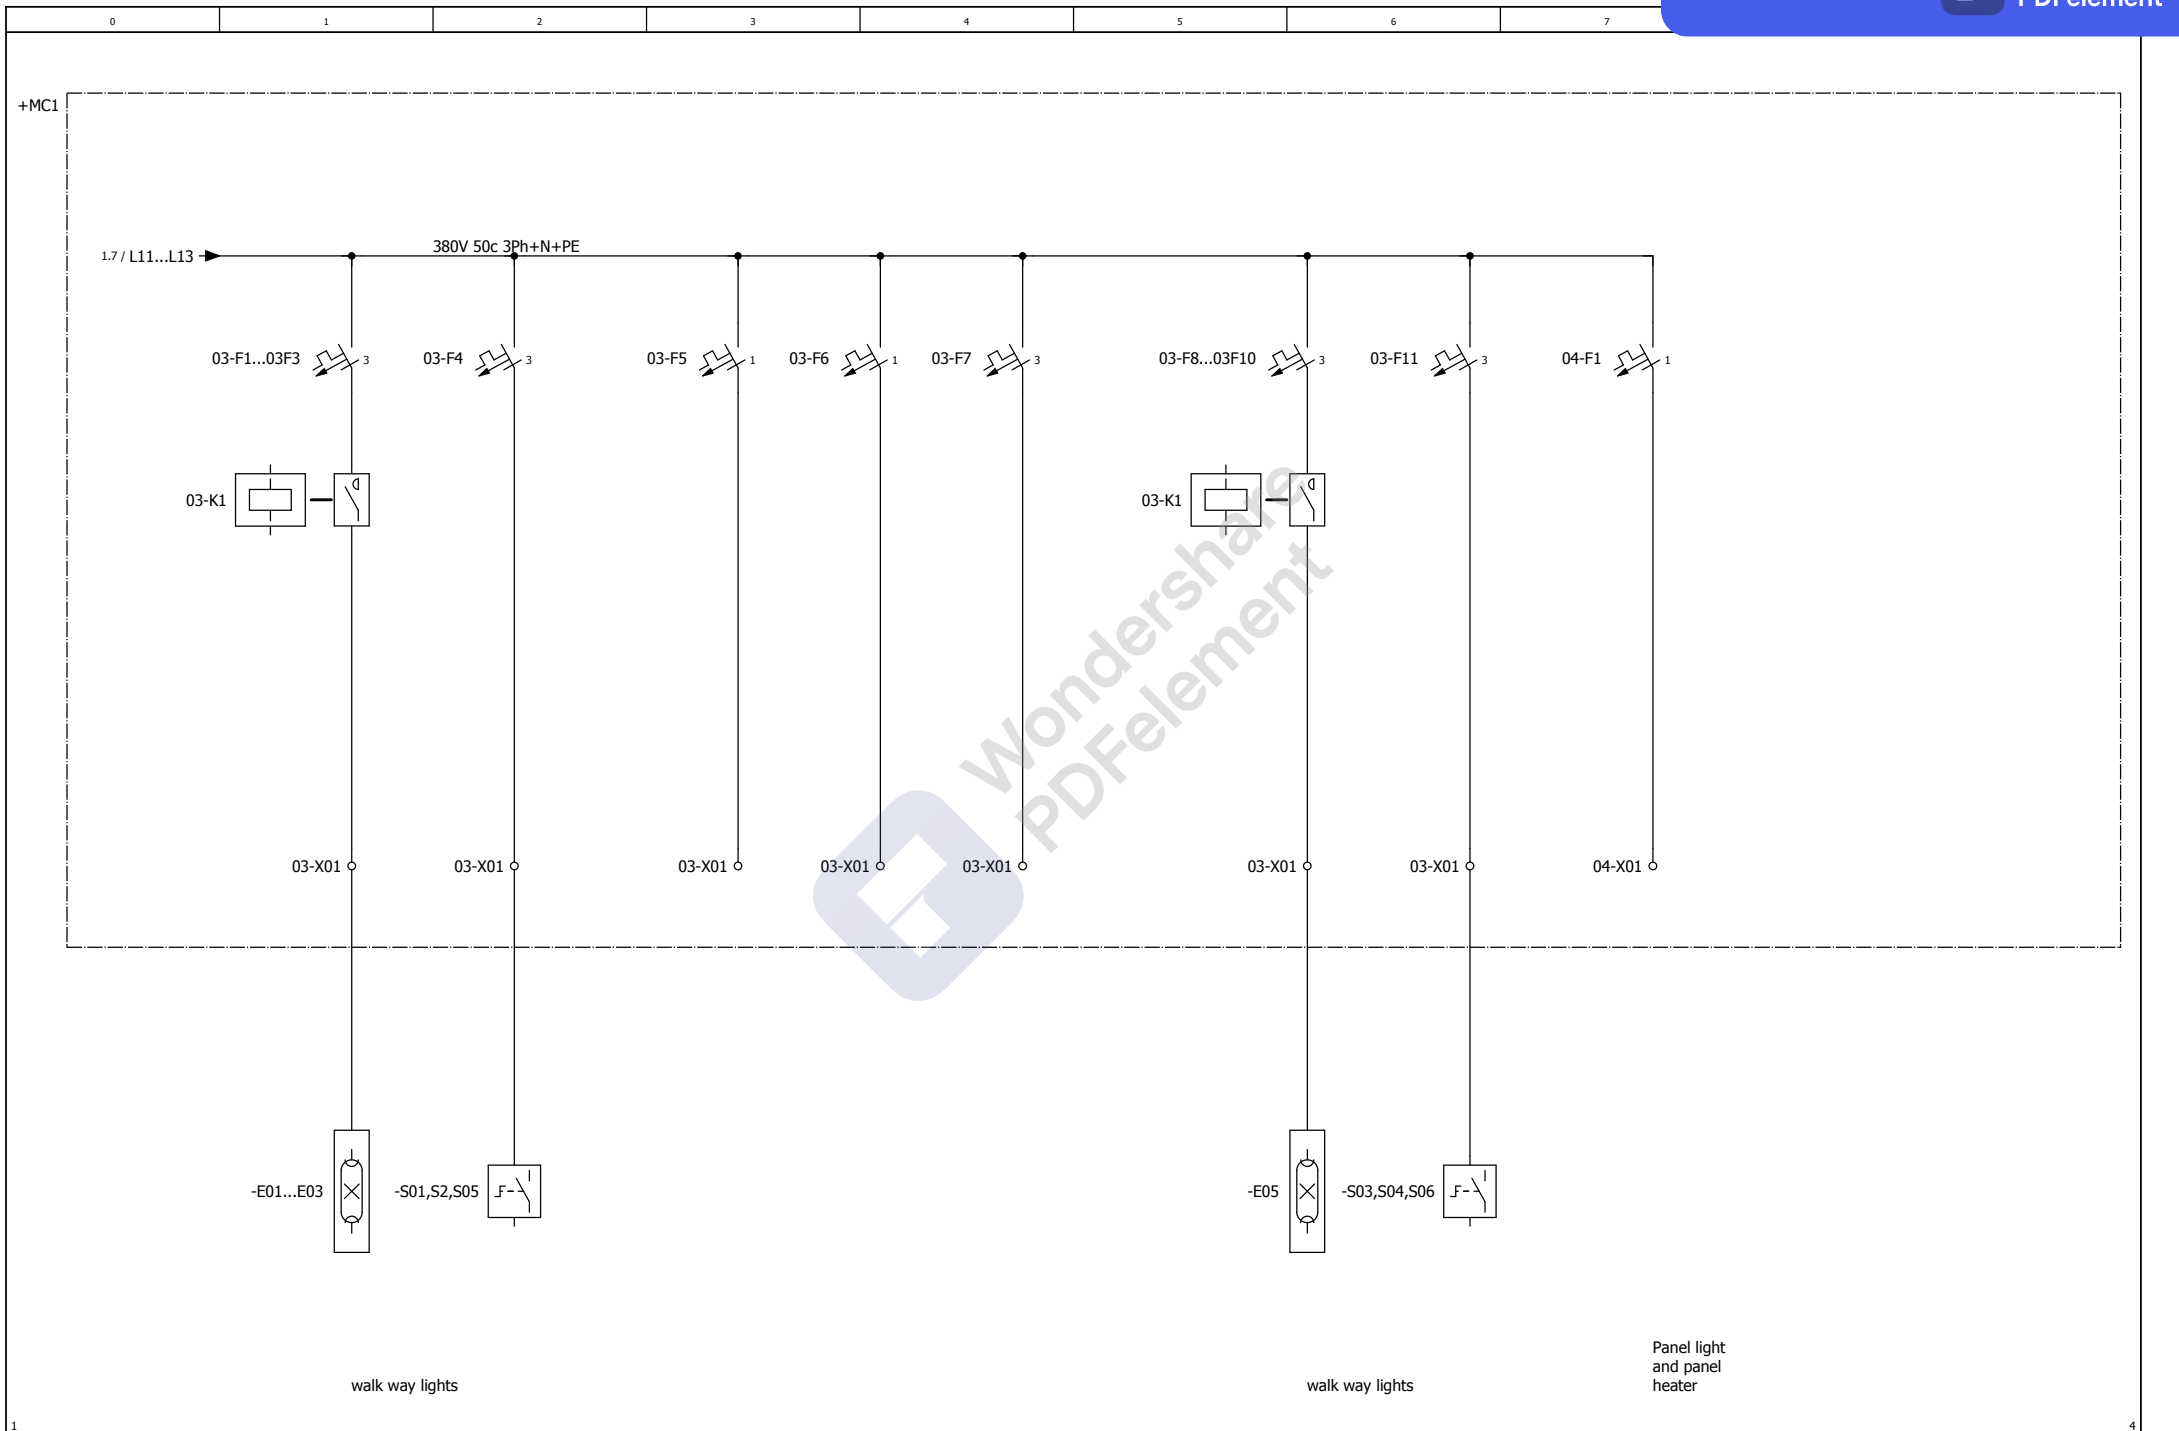 0 1 2 3 4 5 6 7
PDFelement
+MC1
380V 50c 3Ph+N+PE
1.7 / L11...L13
03-F1...03F3 3 03-F4 3 03-F5 1 03-F6 1 03-F7 3 03-F8...03F10 3 03-F11 3 04-F1 1
03-K1 03-K1
Wondershare
PDFelement
03-X01 03-X01 03-X01 03-X01 03-X01 03-X01 03-X01 04-X01
-E01...E03 -S01,S2,S05 -E05 -S03,S04,S06
walk way lights
walk way lights
Panel light
and panel
heater
1 4